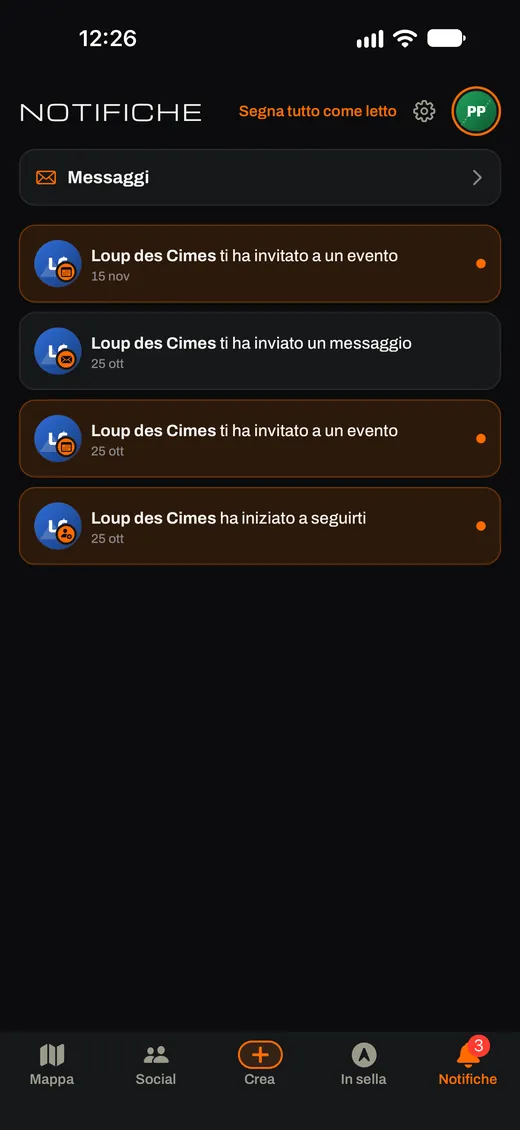 12:26
NOTIFICHE
Segna tutto come letto
PP
Messaggi
Loup des Cimes ti ha invitato a un evento
15 nov
Loup des Cimes ti ha inviato un messaggio
25 ott
Loup des Cimes ti ha invitato a un evento
25 ott
Loup des Cimes ha iniziato a seguirti
25 ott
3
Mappa
Social
Crea
In sella
Notifiche